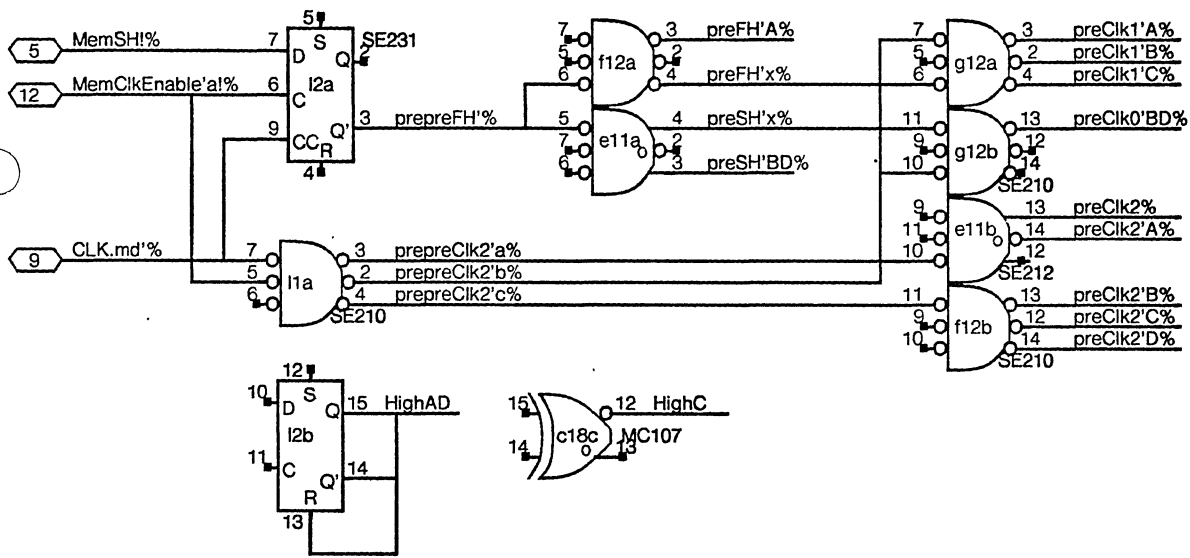 5 MemSH!% 7 D S 5 SE231 Q 2
12 MemClkEnable'a!% 6 C l2a
9 CC R Q' 3 prepreFH'% 4
7 5 6 f12a 3 preFH'A% 2
4 preFH'x%
5 7 6 e11a 4 preSH'x% 2
3 preSH'BD%
7 5 6 g12a 3 preClk1'A%
2 preClk1'B%
4 preClk1'C%
11 9 10 g12b 13 preClk0'BD%
12
14
SE210
9 11 10 e11b 13 preClk2%
14 preClk2'A%
12
SE212
9 CLK.md'% 7 5 6 l1a 3 prepreClk2'a%
2 prepreClk2'b%
4 prepreClk2'c%
SE210
11 9 10 f12b 13 preClk2'B%
12 preClk2'C%
14 preClk2'D%
SE210
12 S
10 D Q 15 HighAD
l2b
11 C Q' 14
R
13
15 12 HighC
c18c MC107
14 13